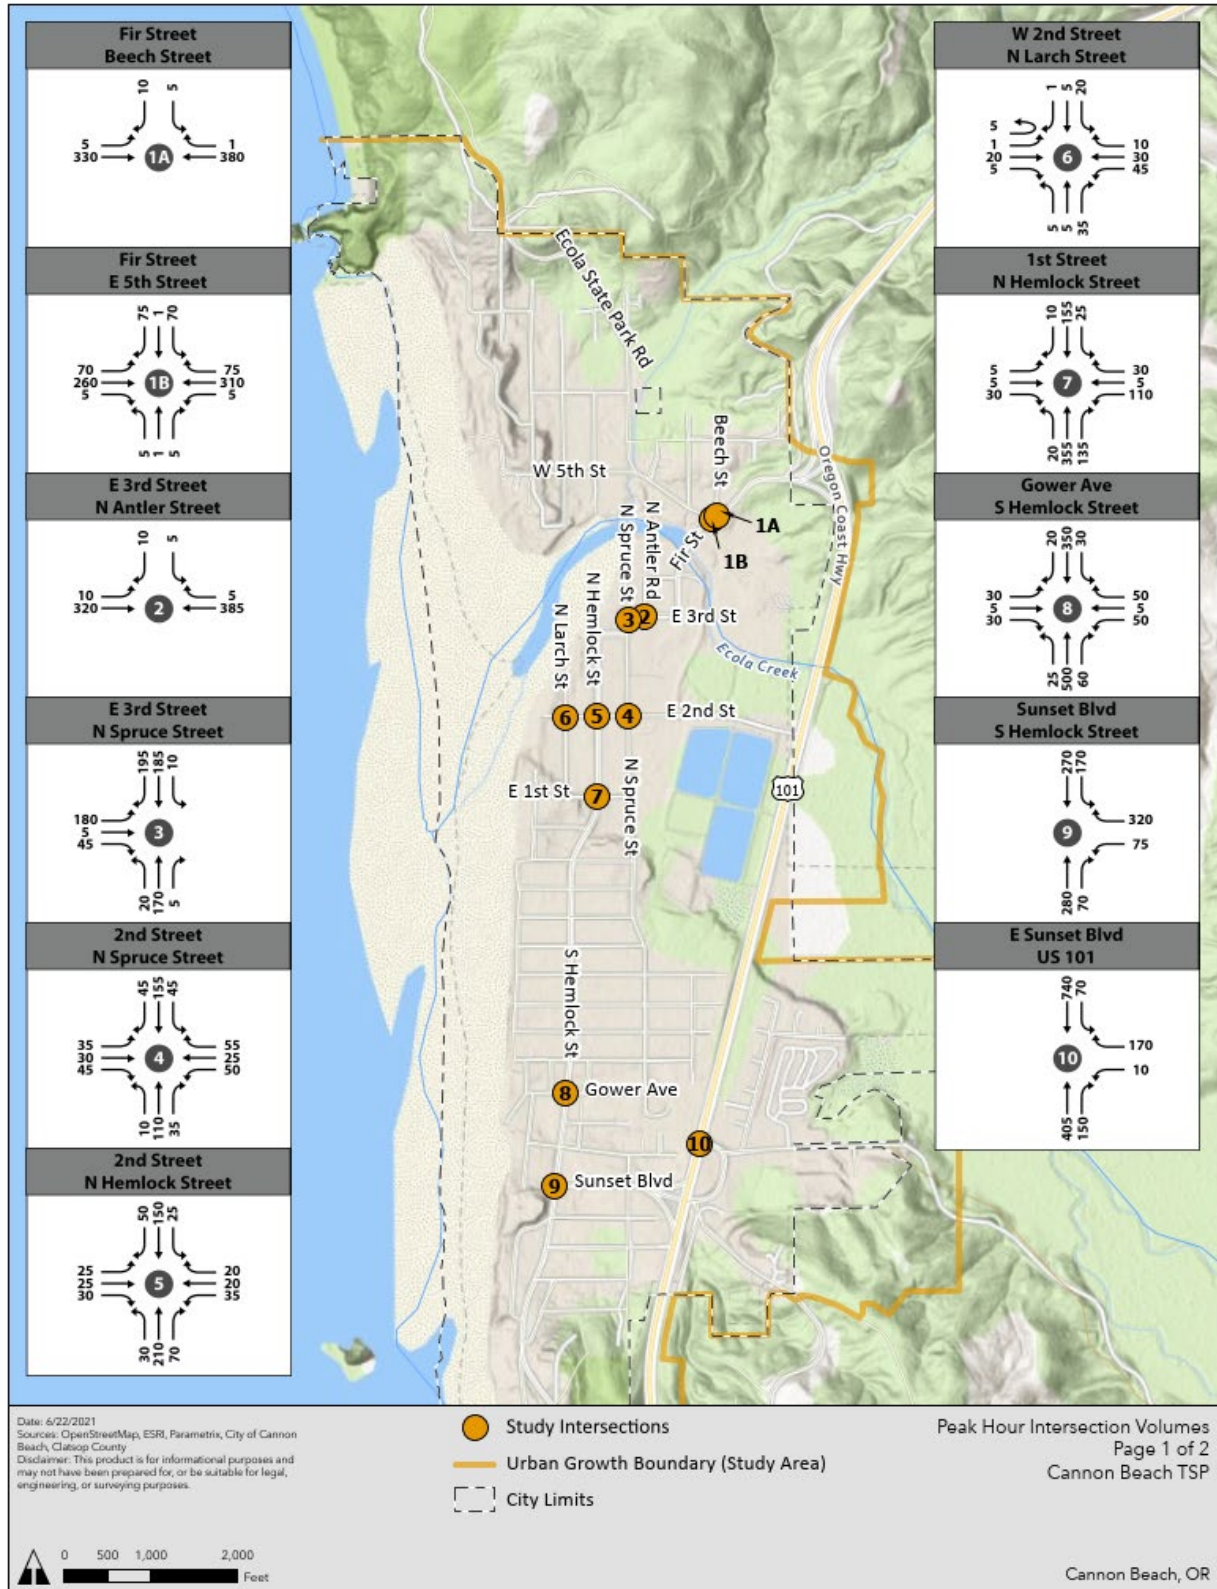 Fir Street
Beech Street
10 5
5 1
330 1A 380
Fir Street
E 5th Street
75 1 70
70 75
260 1B 310
5 5
5 1 5
E 3rd Street
N Antler Street
10 5
10 5
320 2 385
E 3rd Street
N Spruce Street
195 185 10
180
5 3
45
20 170 5
2nd Street
N Spruce Street
45 155 45
35 55
30 4 25
45 50
10 110 35
2nd Street
N Hemlock Street
50 150 25
25 20
25 5 20
30 35
30 210 70
W 2nd Street
N Larch Street
1 5 20
5
1 10
20 6 30
5 45
5 5 35
1st Street
N Hemlock Street
10 155 25
5 30
5 7 5
30 110
20 355 135
Gower Ave
S Hemlock Street
20 350 30
30 50
5 8 5
30 50
25 500 60
Sunset Blvd
S Hemlock Street
270 170
320
9
75
280 70
E Sunset Blvd
US 101
740 70
170
10
10
405 150
Ecola State Park Rd
Beech St
Oregon Coast Hwy
W 5th St
N Antler Rd
N Spruce St
Fir St
1A
1B
N Hemlock St
N Larch St
3 2
E 3rd St
Ecola Creek
6 5 4
E 2nd St
N Spruce St
E 1st St
7
101
S Hemlock St
8
Gower Ave
10
9
Sunset Blvd
Date: 6/22/2021
Sources: OpenStreetMap, ESRI, Parametrix, City of Cannon
Beach, Clatsop County
Disclaimer: This product is for informational purposes and
may not have been prepared for, or be suitable for legal,
engineering, or surveying purposes.
0 500 1,000 2,000
Feet
Study Intersections
Urban Growth Boundary (Study Area)
City Limits
Peak Hour Intersection Volumes
Page 1 of 2
Cannon Beach TSP
Cannon Beach, OR